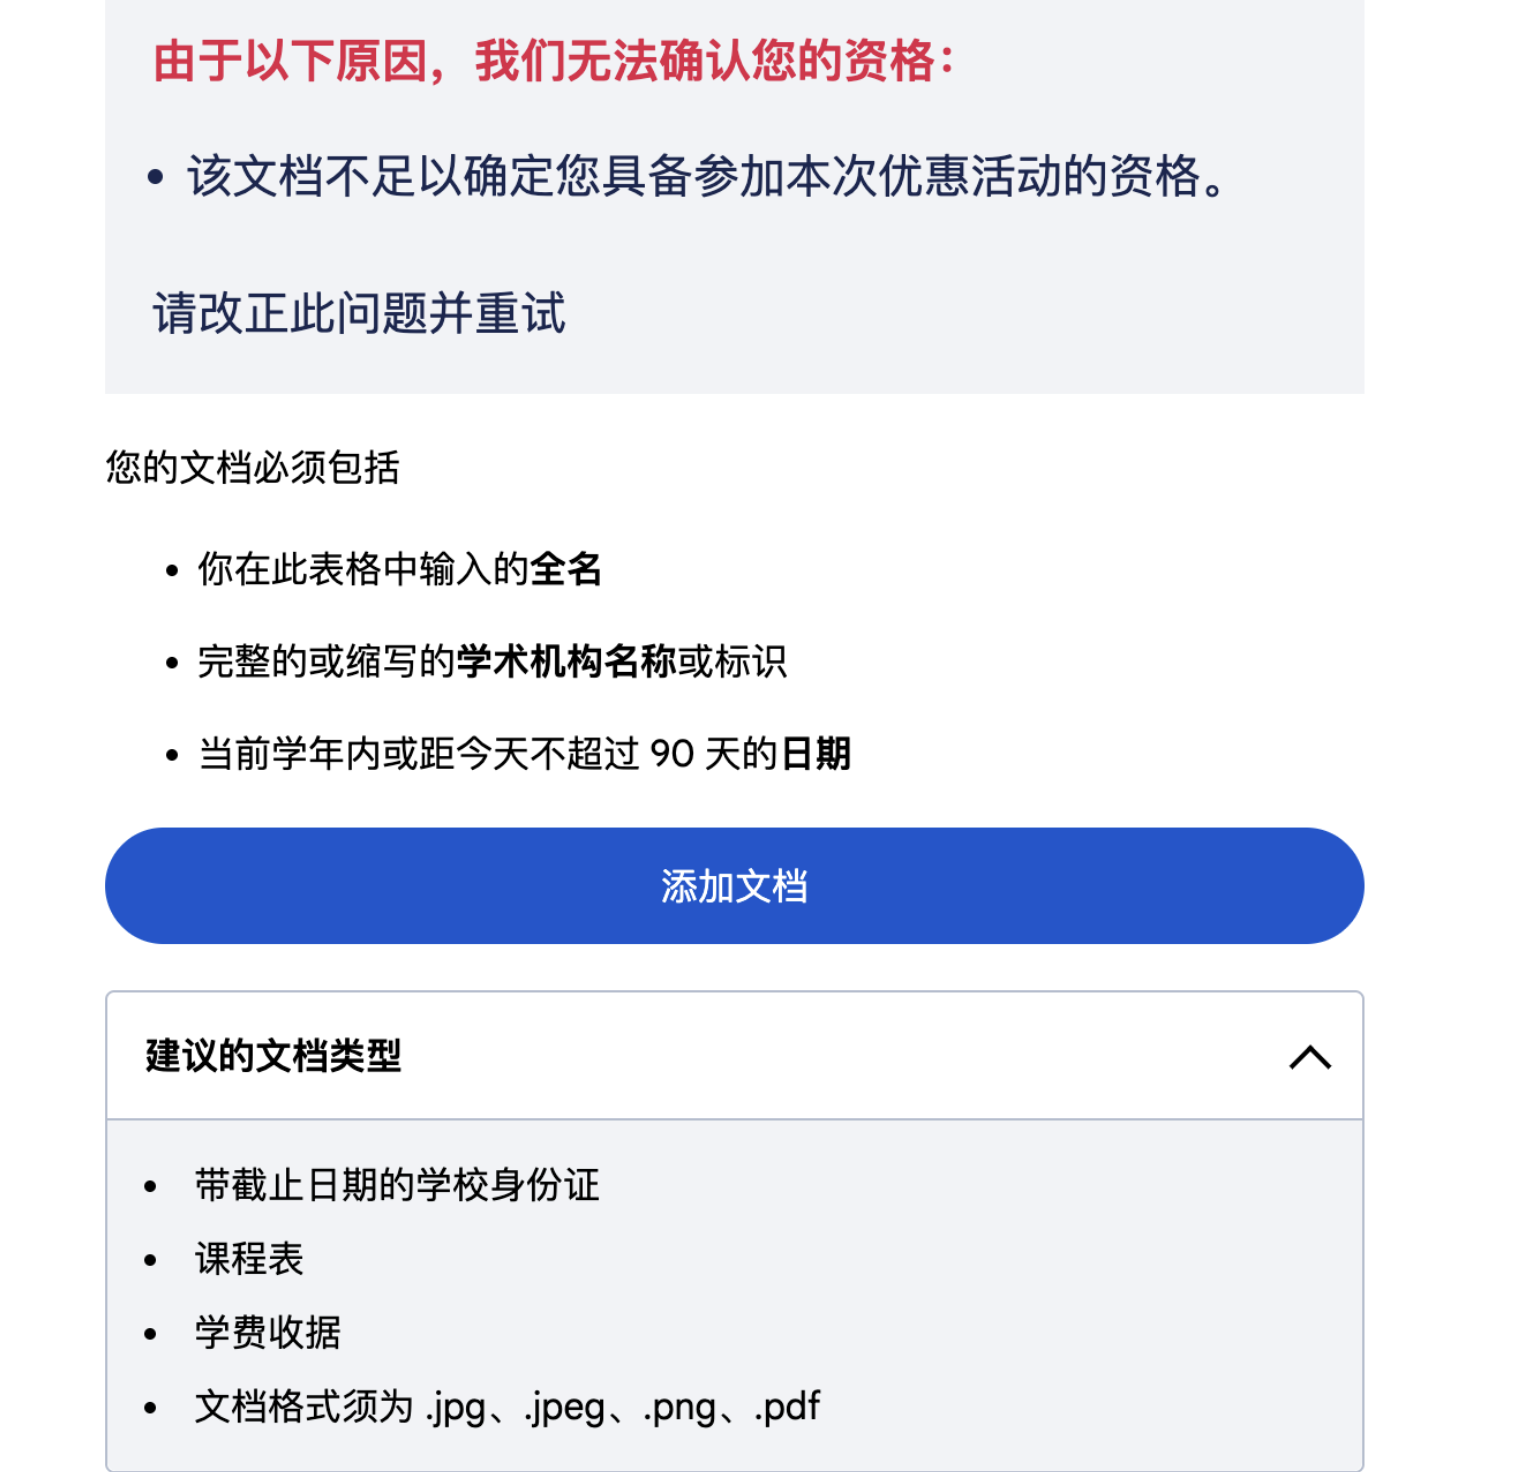 由于以下原因，我们无法确认您的资格：
• 该文档不足以确定您具备参加本次优惠活动的资格。
请改正此问题并重试
您的文档必须包括
• 你在此表格中输入的全名
• 完整的或缩写的学术机构名称或标识
• 当前学年内或距今天不超过 90 天的日期
添加文档
建议的文档类型
• 带截止日期的学校身份证
• 课程表
• 学费收据
• 文档格式须为 .jpg、.jpeg、.png、.pdf